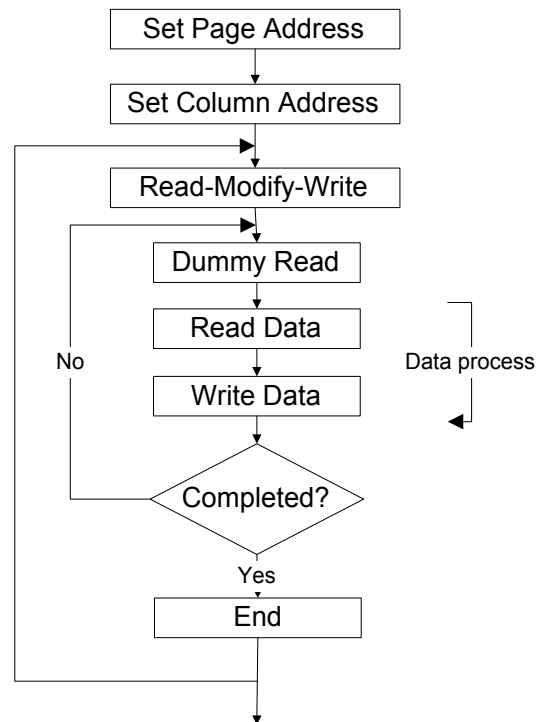 Set Page Address
Set Column Address
Read-Modify-Write
Dummy Read
Read Data
No
Data process
Write Data
Completed?
Yes
End